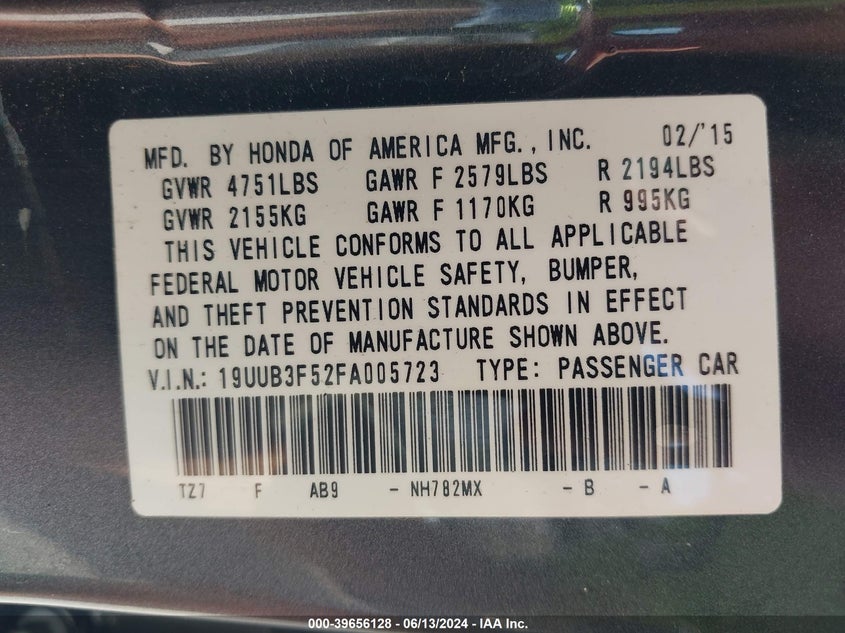 MFD. BY HONDA OF AMERICA MFG., INC. 02/'15
GVWR 4751LBS GAWR F 2579LBS R 2194LBS
GVWR 2155KG GAWR F 1170KG R 995KG
THIS VEHICLE CONFORMS TO ALL APPLICABLE
FEDERAL MOTOR VEHICLE SAFETY, BUMPER,
AND THEFT PREVENTION STANDARDS IN EFFECT
ON THE DATE OF MANUFACTURE SHOWN ABOVE.
V.I.N.: 19UUB3F52FA005723 TYPE: PASSENGER CAR
TZ7 F AB9 - NH782MX - B - A
000-39656128 - 06/13/2024 - IAA Inc.